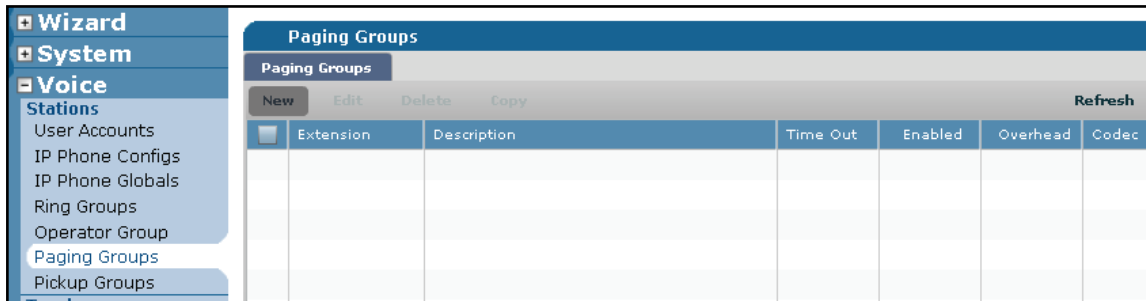 Wizard
System
Voice
Stations
User Accounts
IP Phone Configs
IP Phone Globals
Ring Groups
Operator Group
Paging Groups
Pickup Groups
Paging Groups
Paging Groups
New Edit Delete Copy Refresh
Extension Description Time Out Enabled Overhead Codec